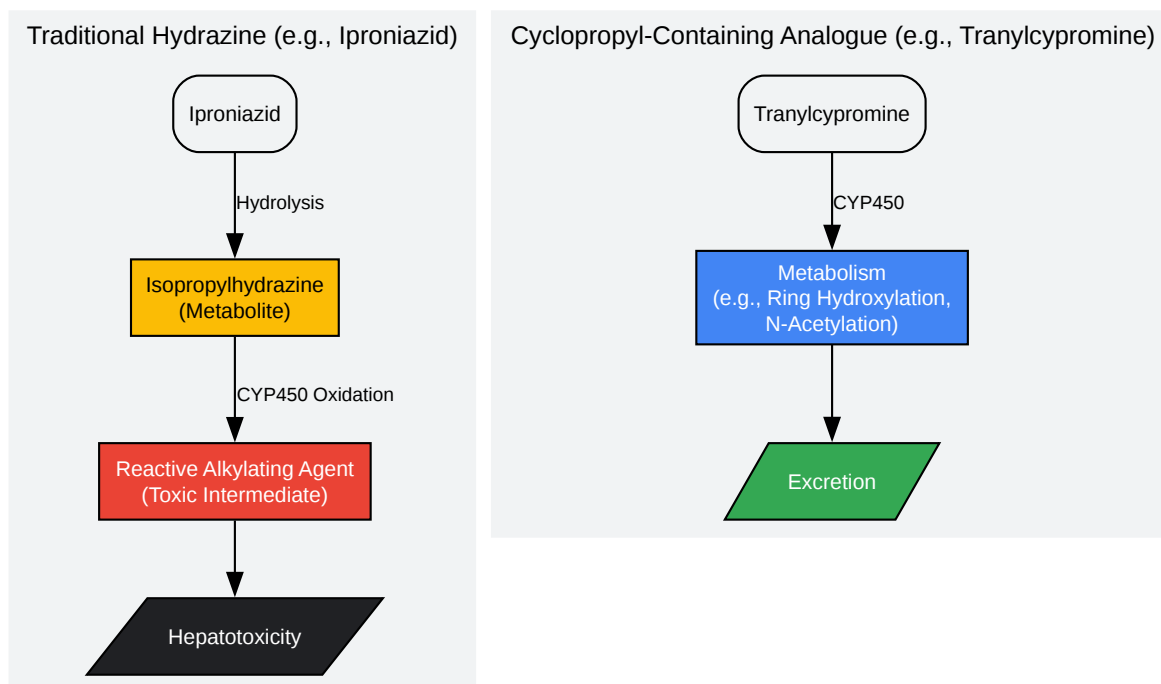 Traditional Hydrazine (e.g., Iproniazid)
Iproniazid
Hydrolysis
Isopropylhydrazine
(Metabolite)
CYP450 Oxidation
Reactive Alkylating Agent
(Toxic Intermediate)
Hepatotoxicity
Cyclopropyl-Containing Analogue (e.g., Tranylcypromine)
Tranylcypromine
CYP450
Metabolism
(e.g., Ring Hydroxylation,
N-Acetylation)
Excretion